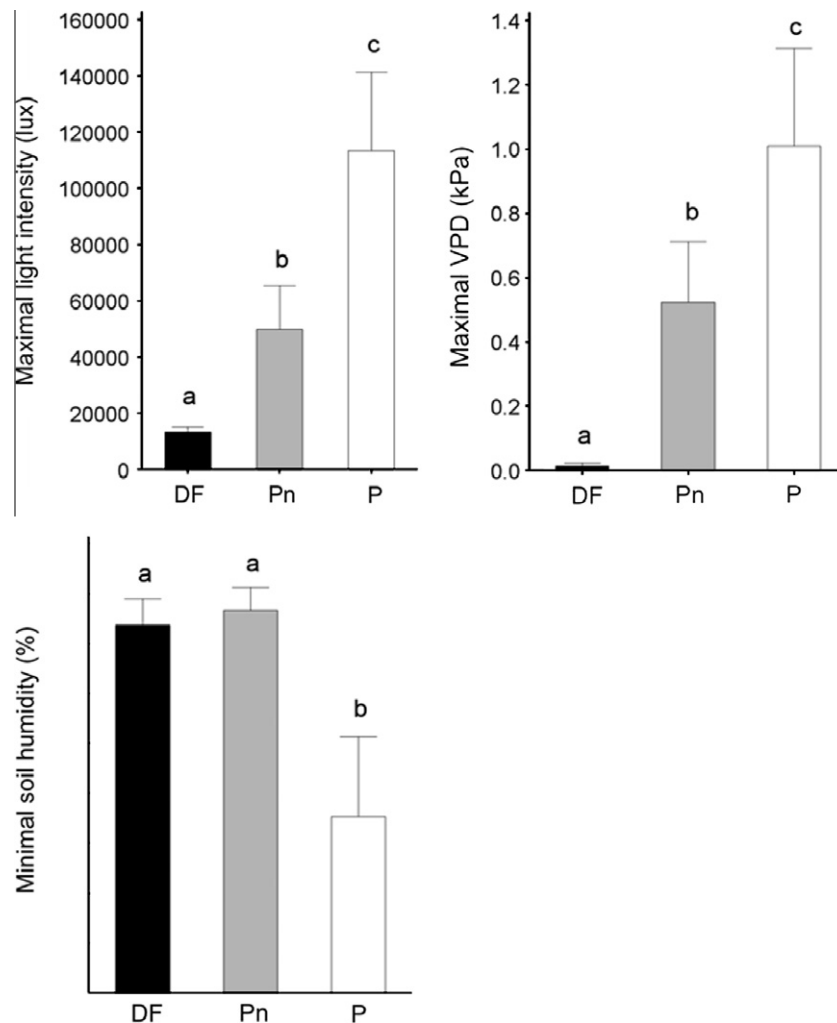 Maximal light intensity (lux)
160000
140000
120000
100000
80000
60000
40000
20000
0
a
b
c
DF Pn P
Maximal VPD (kPa)
1.4
1.2
1.0
0.8
0.6
0.4
0.2
0.0
a
b
c
DF Pn P
Minimal soil humidity (%)
a
a
b
DF Pn P